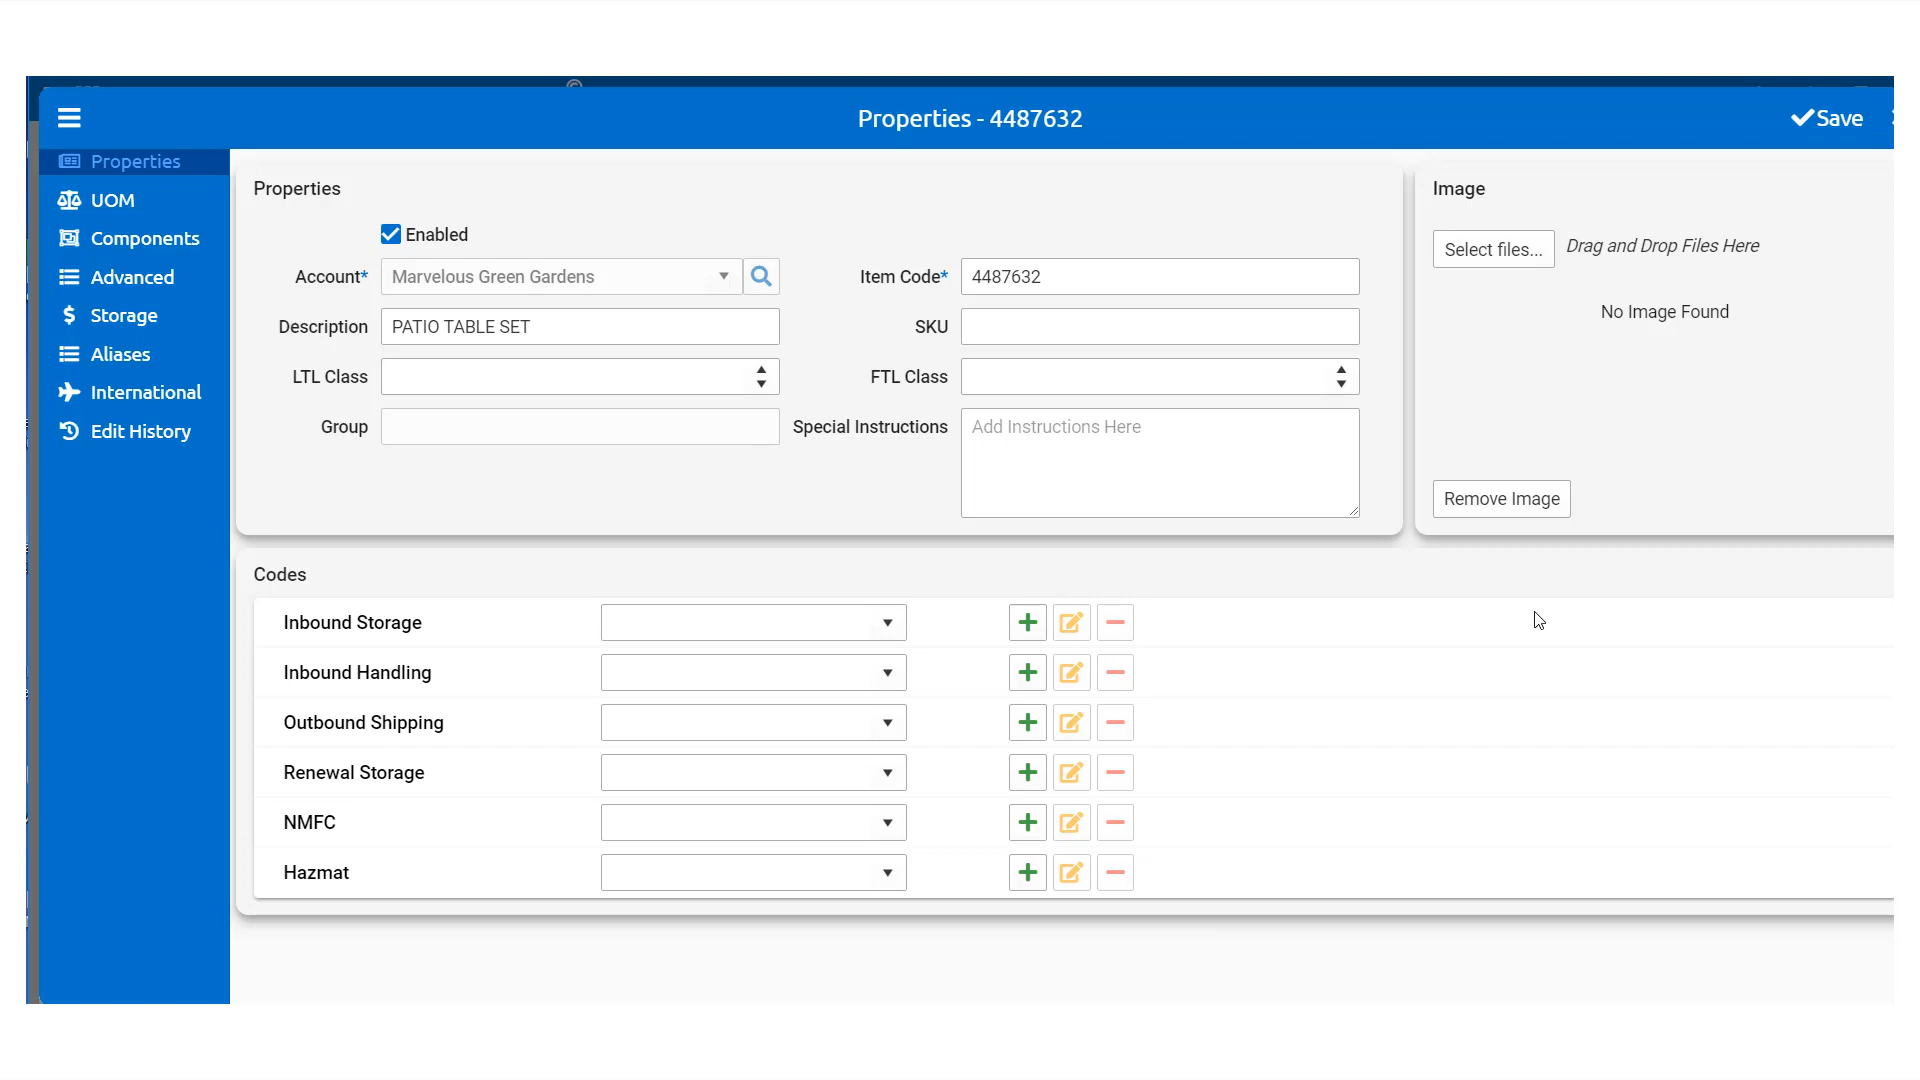 Properties - 4487632
Save
Properties
UOM
Components
Advanced
Storage
Aliases
International
Edit History
Properties
Enabled
Account* Marvelous Green Gardens
Item Code* 4487632
Description PATIO TABLE SET
SKU
LTL Class
FTL Class
Group
Special Instructions Add Instructions Here
Image
Select files... Drag and Drop Files Here
No Image Found
Remove Image
Codes
Inbound Storage
Inbound Handling
Outbound Shipping
Renewal Storage
NMFC
Hazmat